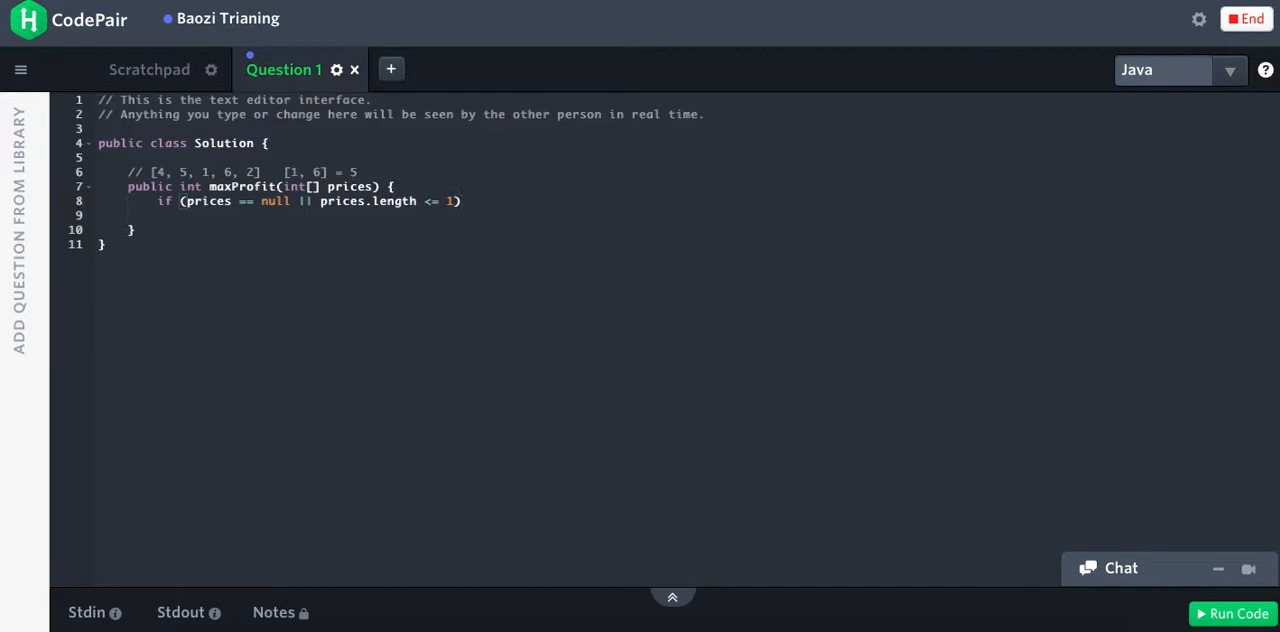 H CodePair Baozi Trianing End
Scratchpad Question 1 x + Java ?
ADD QUESTION FROM LIBRARY
1 // This is the text editor interface.
2 // Anything you type or change here will be seen by the other person in real time.
3
4 public class Solution {
5
6 // [4, 5, 1, 6, 2] [1, 6] = 5
7 public int maxProfit(int[] prices) {
8 if (prices == null || prices.length <= 1)
9
10 }
11 }
Chat
Stdin Stdout Notes Run Code